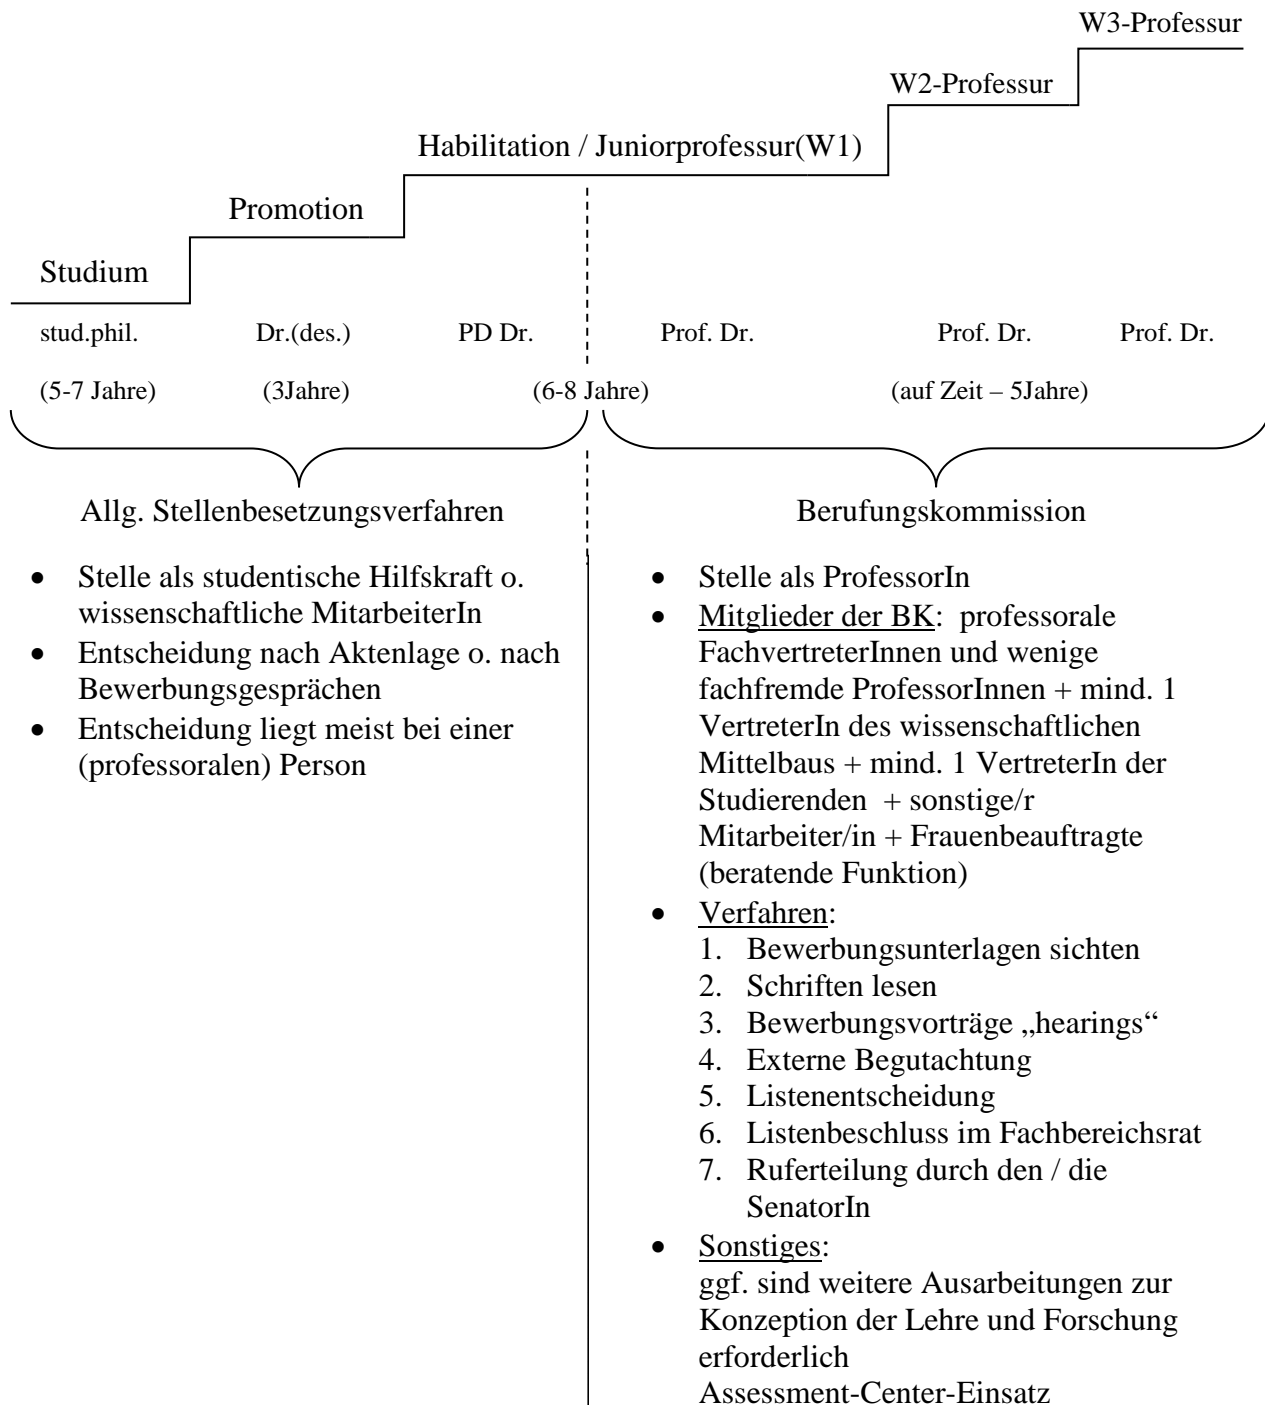 W3-Professur
W2-Professur
Habilitation / Juniorprofessur(W1)
Promotion
Studium
stud.phil. Dr.(des.) PD Dr. Prof. Dr. Prof. Dr. Prof. Dr.
(5-7 Jahre) (3Jahre) (6-8 Jahre) (auf Zeit – 5Jahre)
Allg. Stellenbesetzungsverfahren
• Stelle als studentische Hilfskraft o.
wissenschaftliche MitarbeiterIn
• Entscheidung nach Aktenlage o. nach
Bewerbungsgesprächen
• Entscheidung liegt meist bei einer
(professoralen) Person
Berufungskommission
• Stelle als ProfessorIn
• Mitglieder der BK: professorale
FachvertreterInnen und wenige
fachfremde ProfessorInnen + mind. 1
VertreterIn des wissenschaftlichen
Mittelbaus + mind. 1 VertreterIn der
Studierenden + sonstige/r
Mitarbeiter/in + Frauenbeauftragte
(beratende Funktion)
• Verfahren:
1. Bewerbungsunterlagen sichten
2. Schriften lesen
3. Bewerbungsvorträge „hearings“
4. Externe Begutachtung
5. Listenentscheidung
6. Listenbeschluss im Fachbereichsrat
7. Ruferteilung durch den / die
SenatorIn
• Sonstiges:
ggf. sind weitere Ausarbeitungen zur
Konzeption der Lehre und Forschung
erforderlich
Assessment-Center-Einsatz